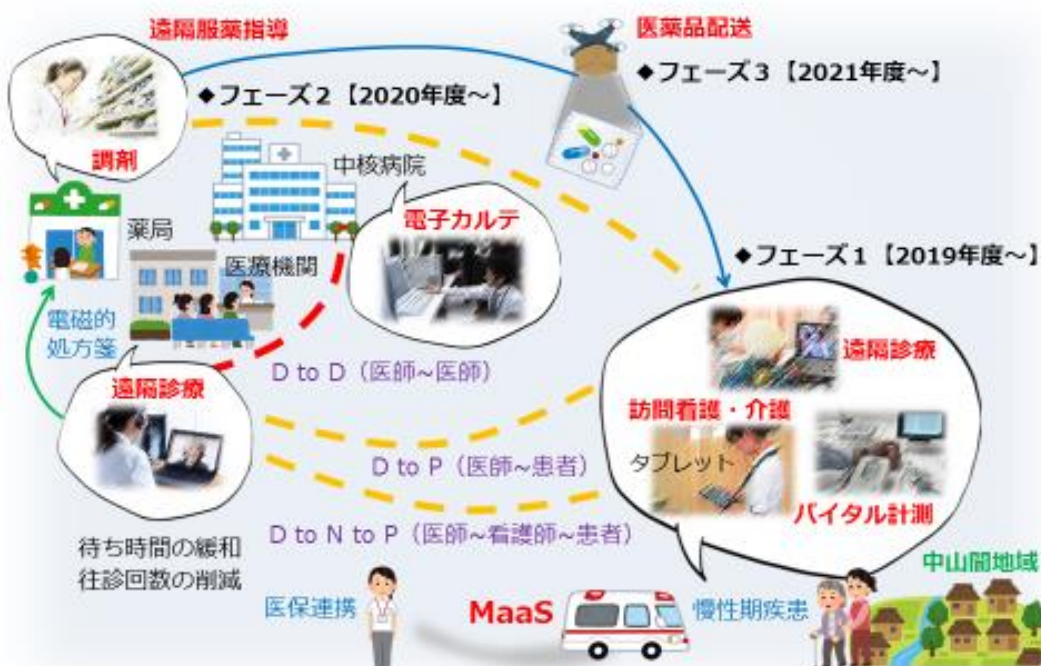 遠隔服薬指導
医薬品配送
◆フェーズ2【2020年度~】
◆フェーズ3【2021年度~】
調剤
中核病院
電子カルテ
薬局
医療機関
◆フェーズ1【2019年度~】
電磁的
処方箋
遠隔診療
D to D(医師~医師)
遠隔診療
訪問看護・介護
タブレット
D to P(医師~患者)
バイタル計測
D to N to P(医師~看護師~患者)
待ち時間の緩和
往診回数の削減
中山間地域
医保連携
MaaS
慢性期疾患